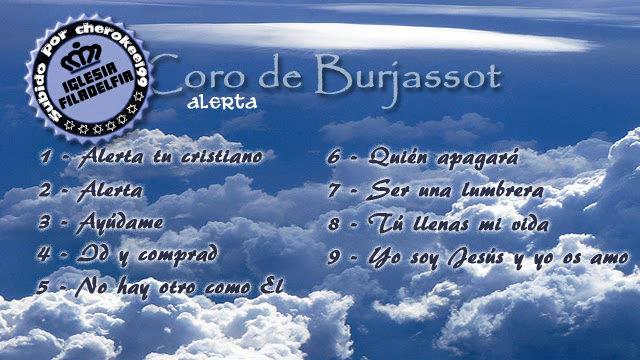 Subido por cherokee199
IGLESIA
FILADELFIA
Coro de Burjassot
alerta
1 - Alerta tu cristiano
2 - Alerta
3 - Ayúdame
4 - Id y comprad
5 - No hay otro como El
6 - Quién apagará
7 - Ser una lumbrera
8 - Tú llenas mi vida
9 - Yo soy Jesús y yo os amo